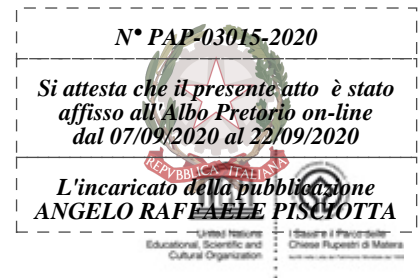 N° PAP-03015-2020
Si attesta che il presente atto è stato
affisso all'Albo Pretorio on-line
dal 07/09/2020 al 22/09/2020
REPVBBLICA ITALIANA
L'incaricato della pubblicazione
ANGELO RAFFAELE PISCIOTTA
United Nations
Educational, Scientific and
Cultural Organization
I Sassi e il Parco delle
Chiese Rupestri di Matera